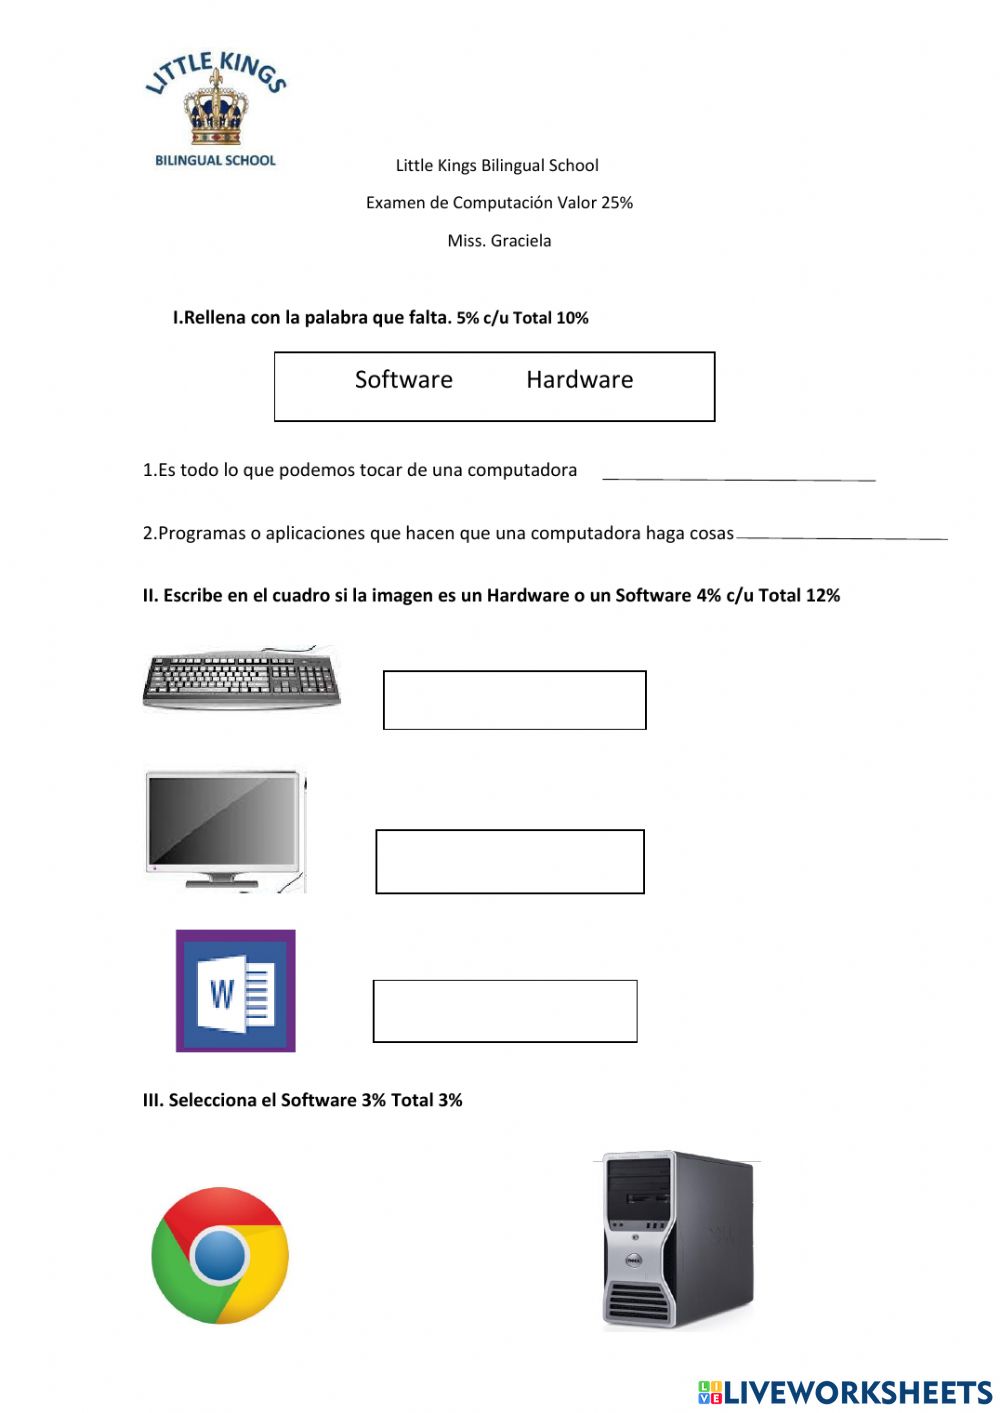 LITTLE KINGS
BILINGUAL SCHOOL
Little Kings Bilingual School
Examen de Computación Valor 25%
Miss. Graciela
I.Rellena con la palabra que falta. 5% c/u Total 10%
Software Hardware
1.Es todo lo que podemos tocar de una computadora
2.Programas o aplicaciones que hacen que una computadora haga cosas
II. Escribe en el cuadro si la imagen es un Hardware o un Software 4% c/u Total 12%
W
III. Selecciona el Software 3% Total 3%
DELL
LIVE LIVEWORKSHEETS